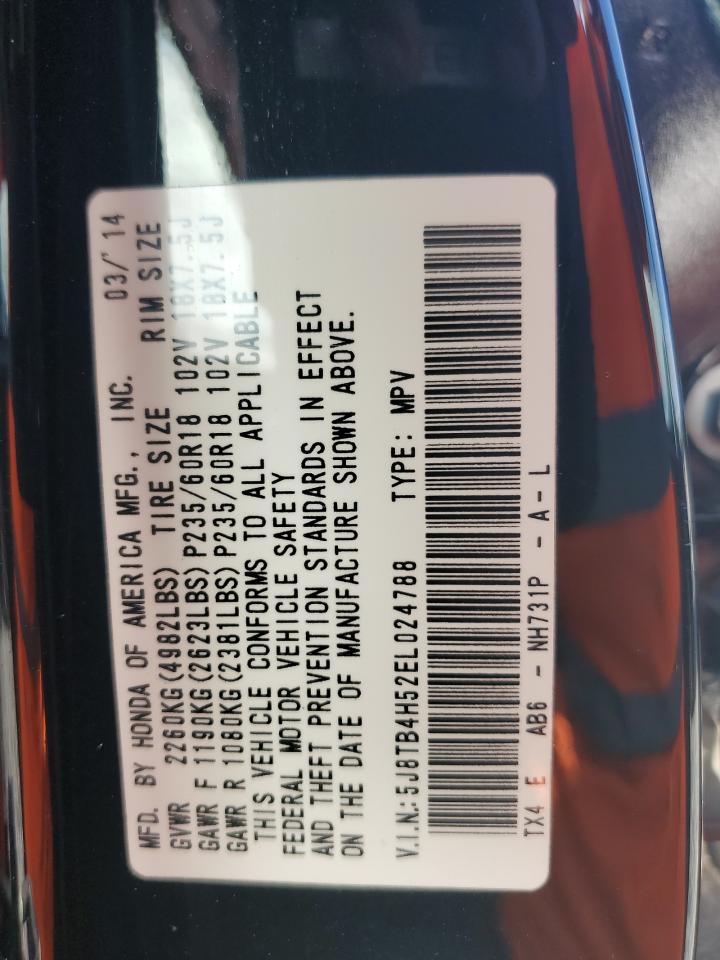 MFD. BY HONDA OF AMERICA MFG., INC. 03/'14
GVWR 2260KG(4982LBS) TIRE SIZE RIM SIZE
GAWR F 1190KG(2623LBS)P235/60R18 102V 18X7.5J
GAWR R 1080KG(2381LBS)P235/60R18 102V 18X7.5J
THIS VEHICLE CONFORMS TO ALL APPLICABLE
FEDERAL MOTOR VEHICLE SAFETY
AND THEFT PREVENTION STANDARDS IN EFFECT
ON THE DATE OF MANUFACTURE SHOWN ABOVE.
V.I.N.:5J8TB4H52EL024788 TYPE: MPV
TX4 E AB6 - NH731P - A - L